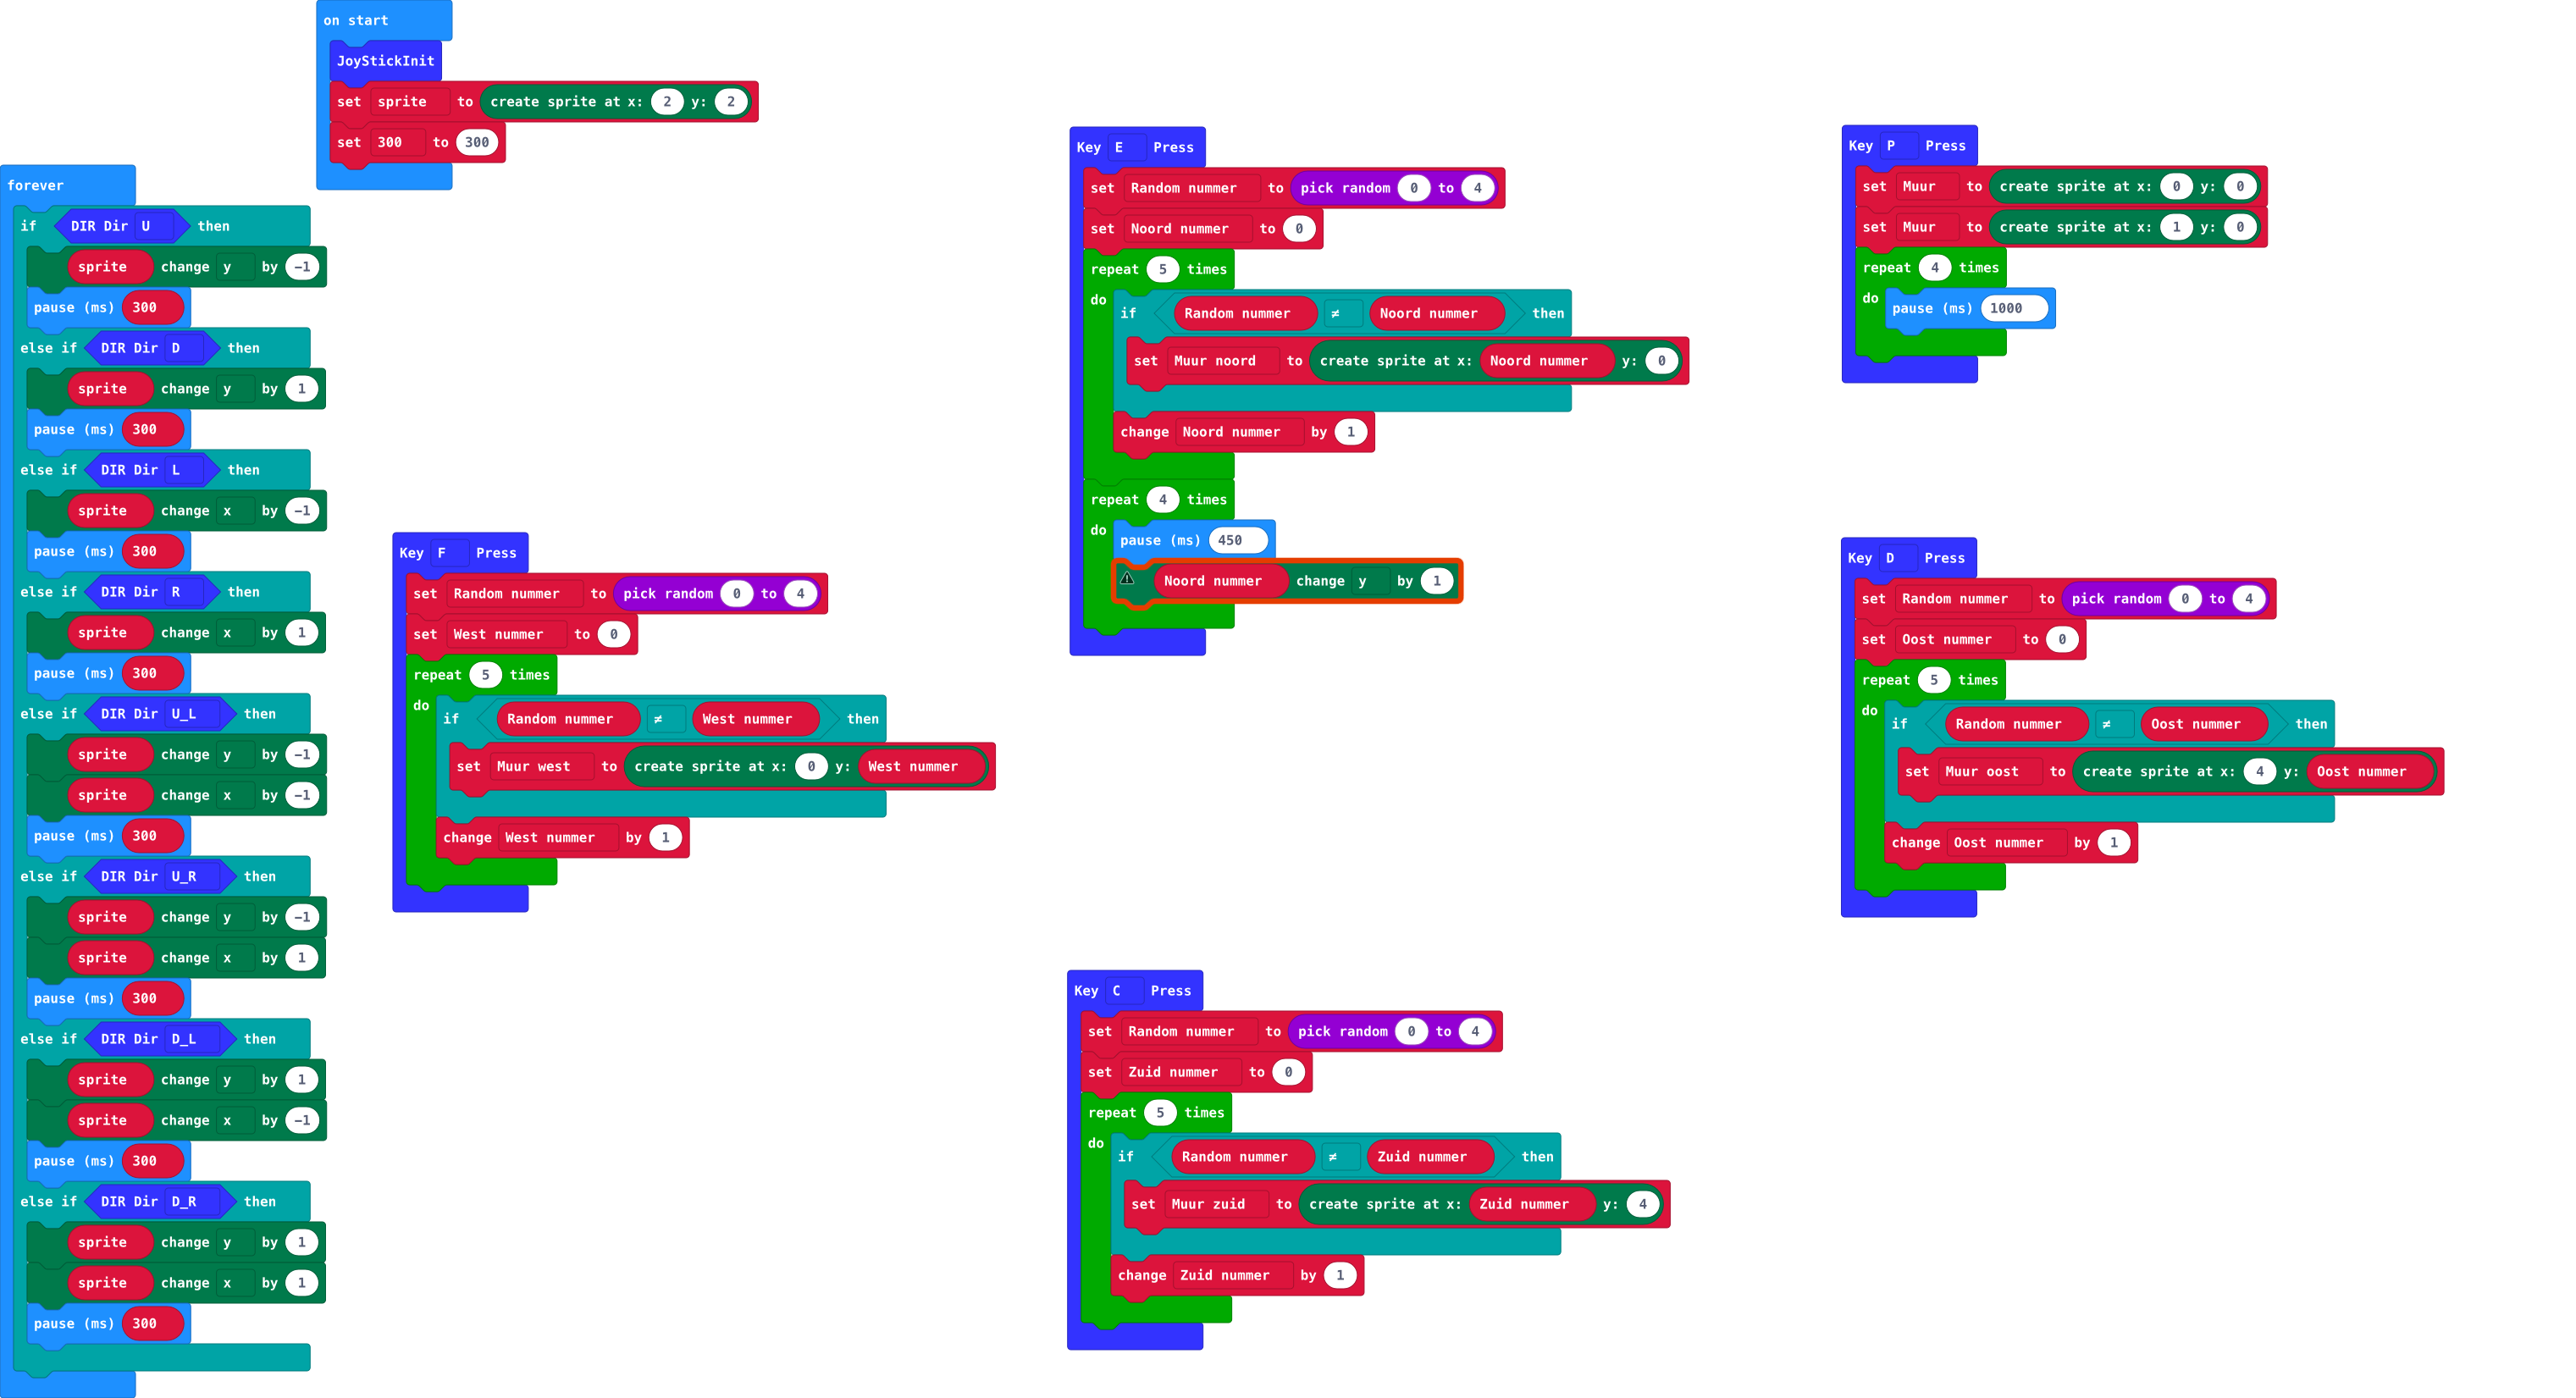 on start
JoyStickInit
set sprite to create sprite at x: 2 y: 2
set 300 to 300
forever
if DIR Dir U then
sprite change y by −1
pause (ms) 300
else if DIR Dir D then
sprite change y by 1
pause (ms) 300
else if DIR Dir L then
sprite change x by −1
pause (ms) 300
else if DIR Dir R then
sprite change x by 1
pause (ms) 300
else if DIR Dir U_L then
sprite change y by −1
sprite change x by −1
pause (ms) 300
else if DIR Dir U_R then
sprite change y by −1
sprite change x by 1
pause (ms) 300
else if DIR Dir D_L then
sprite change y by 1
sprite change x by −1
pause (ms) 300
else if DIR Dir D_R then
sprite change y by 1
sprite change x by 1
pause (ms) 300
Key F Press
set Random nummer to pick random 0 to 4
set West nummer to 0
repeat 5 times
do
if Random nummer ≠ West nummer then
set Muur west to create sprite at x: 0 y: West nummer
change West nummer by 1
Key E Press
set Random nummer to pick random 0 to 4
set Noord nummer to 0
repeat 5 times
do
if Random nummer ≠ Noord nummer then
set Muur noord to create sprite at x: Noord nummer y: 0
change Noord nummer by 1
repeat 4 times
do
pause (ms) 450
Noord nummer change y by 1
Key C Press
set Random nummer to pick random 0 to 4
set Zuid nummer to 0
repeat 5 times
do
if Random nummer ≠ Zuid nummer then
set Muur zuid to create sprite at x: Zuid nummer y: 4
change Zuid nummer by 1
Key P Press
set Muur to create sprite at x: 0 y: 0
set Muur to create sprite at x: 1 y: 0
repeat 4 times
do
pause (ms) 1000
Key D Press
set Random nummer to pick random 0 to 4
set Oost nummer to 0
repeat 5 times
do
if Random nummer ≠ Oost nummer then
set Muur oost to create sprite at x: 4 y: Oost nummer
change Oost nummer by 1